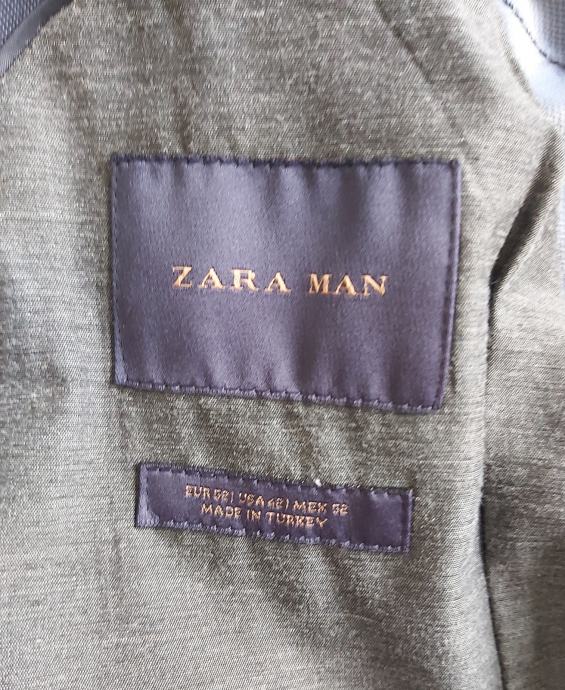 ZARA MAN
EUR 52 | USA 42 | MEX 52
MADE IN TURKEY